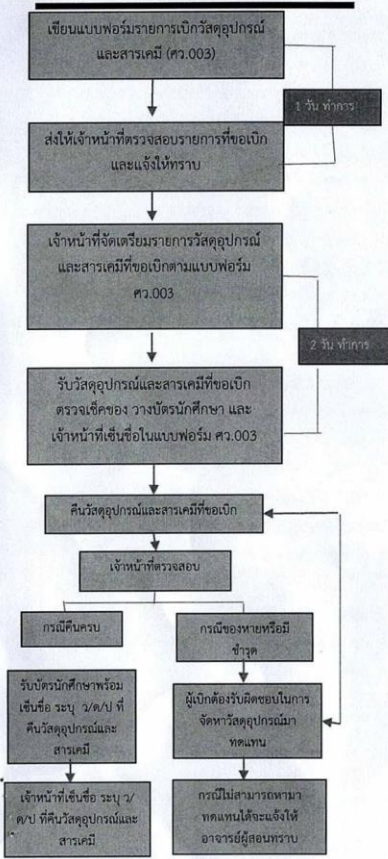 เขียนแบบฟอร์มรายการเบิกวัสดุอุปกรณ์
และสารเคมี (ศว.003)
1 วัน ทำการ
ส่งให้เจ้าหน้าที่ตรวจสอบรายการที่ขอเบิก
และแจ้งให้ทราบ
เจ้าหน้าที่จัดเตรียมรายการวัสดุอุปกรณ์
และสารเคมีที่ขอเบิกตามแบบฟอร์ม
ศว.003
2 วัน ทำการ
รับวัสดุอุปกรณ์และสารเคมีที่ขอเบิก
ตรวจเช็คของ วางบัตรนักศึกษา และ
เจ้าหน้าที่เซ็นชื่อในแบบฟอร์ม ศว.003
คืนวัสดุอุปกรณ์และสารเคมีที่ขอเบิก
เจ้าหน้าที่ตรวจสอบ
กรณีคืนครบ
กรณีของหายหรือมี
ชำรุด
รับบัตรนักศึกษาพร้อม
เซ็นชื่อ ระบุ ว/ด/ป ที่
คืนวัสดุอุปกรณ์และ
สารเคมี
ผู้เบิกต้องรับผิดชอบในการ
จัดหาวัสดุอุปกรณ์มา
ทดแทน
เจ้าหน้าที่เซ็นชื่อ ระบุ ว/
ด/ป ที่คืนวัสดุอุปกรณ์และ
สารเคมี
กรณีไม่สามารถหามา
ทดแทนได้จะแจ้งให้
อาจารย์ผู้สอนทราบ